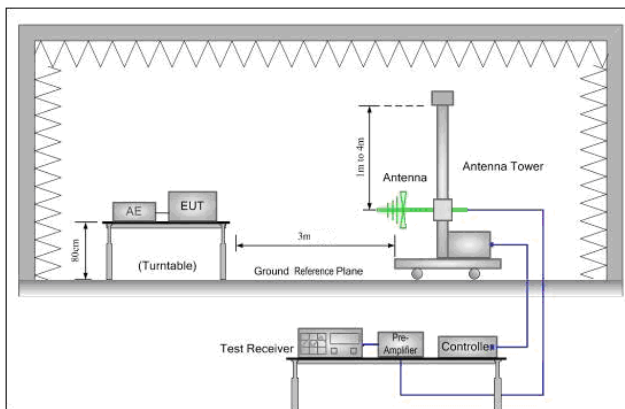 1m to 4m
Antenna
Antenna Tower
AE
EUT
80cm
3m
(Turntable)
Ground Reference Plane
Test Receiver
Pre-
Amplifier
Controller